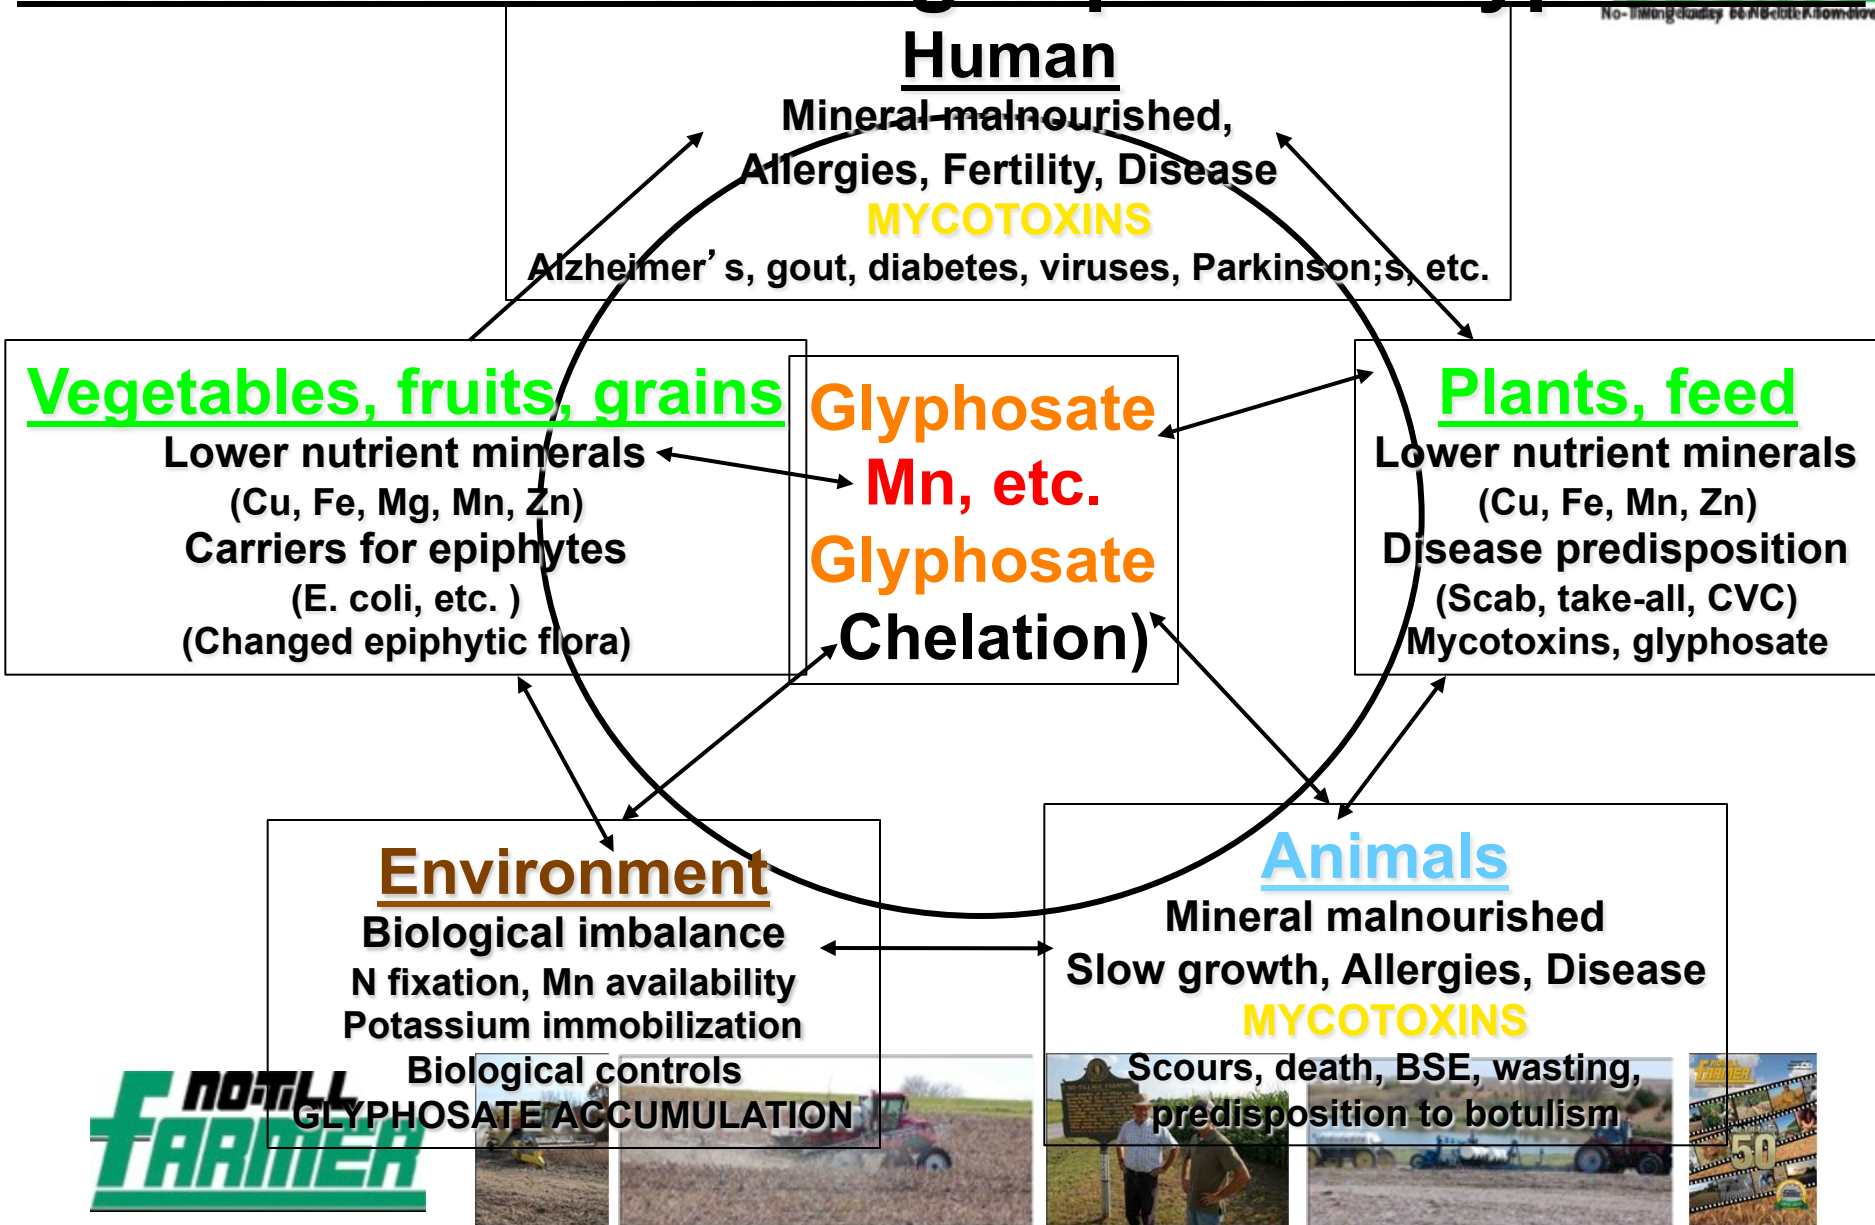 Human
Mineral malnourished,
Allergies, Fertility, Disease
MYCOTOXINS
Alzheimer’s, gout, diabetes, viruses, Parkinson;s, etc.
Vegetables, fruits, grains
Lower nutrient minerals
(Cu, Fe, Mg, Mn, Zn)
Carriers for epiphytes
(E. coli, etc. )
(Changed epiphytic flora)
Glyphosate
Mn, etc.
Glyphosate
Chelation)
Plants, feed
Lower nutrient minerals
(Cu, Fe, Mn, Zn)
Disease predisposition
(Scab, take-all, CVC)
Mycotoxins, glyphosate
Environment
Biological imbalance
N fixation, Mn availability
Potassium immobilization
Biological controls
GLYPHOSATE ACCUMULATION
Animals
Mineral malnourished
Slow growth, Allergies, Disease
MYCOTOXINS
Scours, death, BSE, wasting,
predisposition to botulism
NO-TILL
FARMER
FARMER
50